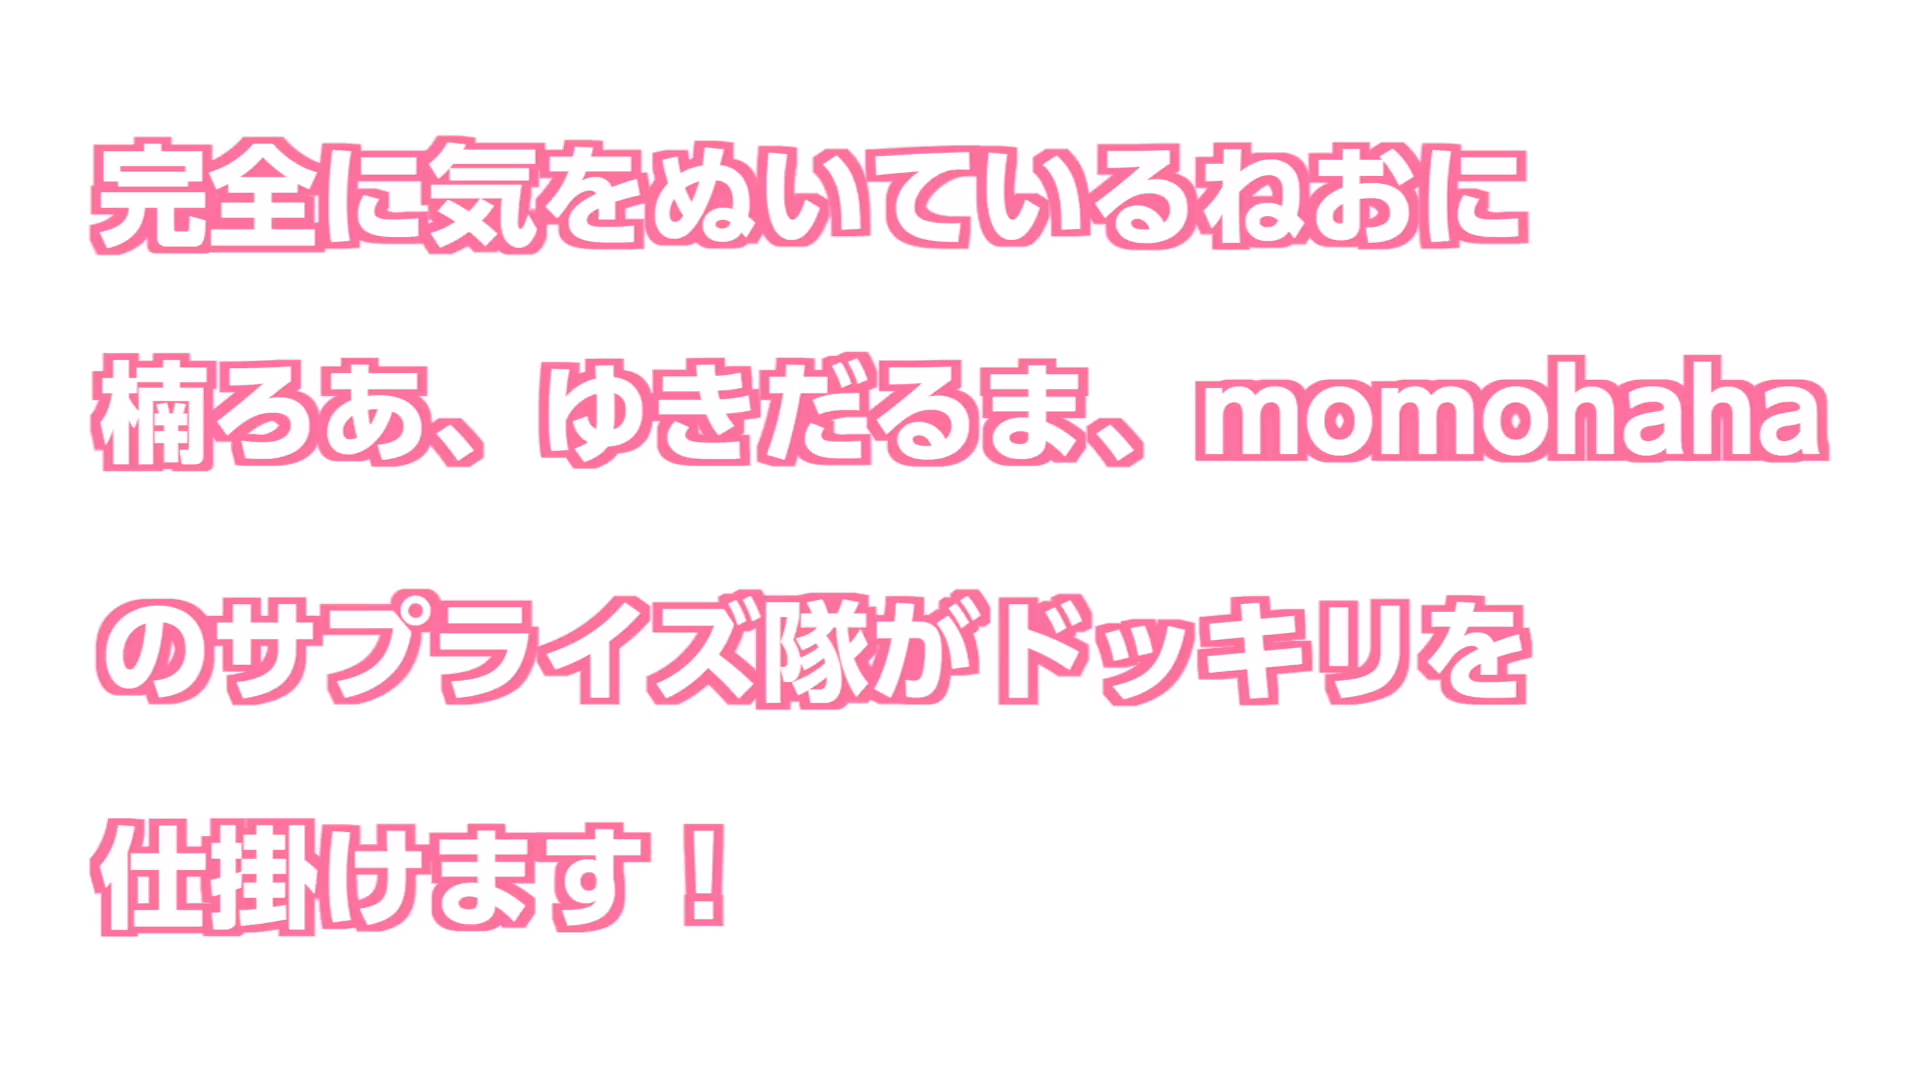 完全に気をぬいているねおに
楠ろあ、ゆきだるま、momohaha
のサプライズ隊がドッキリを
仕掛けます！